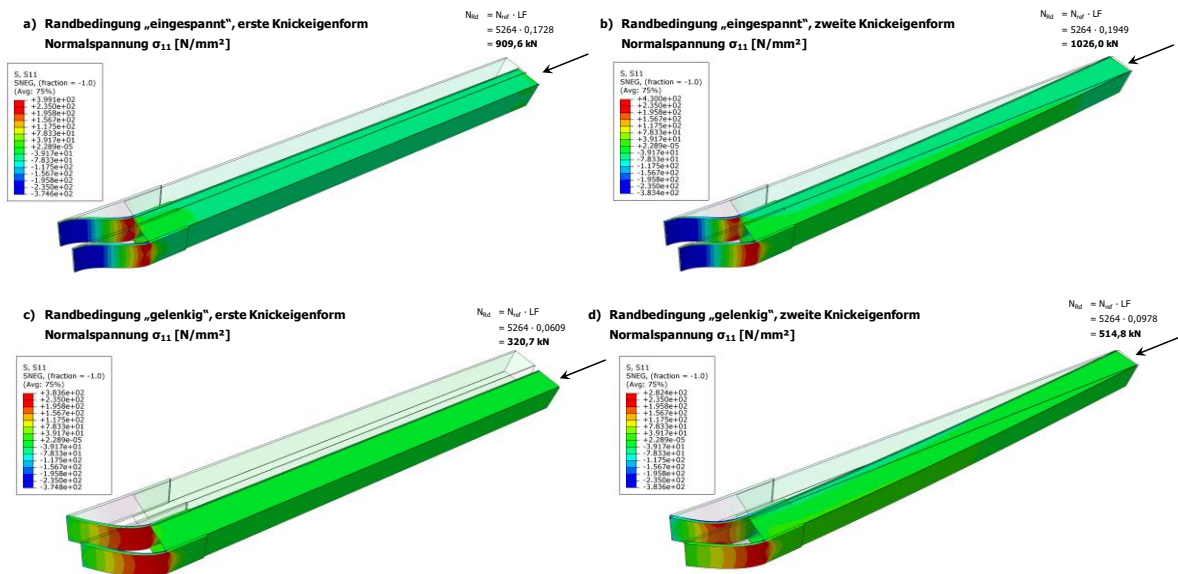 a) Randbedingung „eingespannt“, erste Knickeigenform
Normalspannung σ11 [N/mm²]
NRd = Nref · LF
= 5264 · 0,1728
= 909,6 kN
S, S11
SNEG, (fraction = -1.0)
(Avg: 75%)
+3.991e+02
+2.350e+02
+1.958e+02
+1.567e+02
+1.175e+02
+7.833e+01
+3.917e+01
+2.289e-05
-3.917e+01
-7.833e+01
-1.175e+02
-1.567e+02
-1.958e+02
-2.350e+02
-3.746e+02
b) Randbedingung „eingespannt“, zweite Knickeigenform
Normalspannung σ11 [N/mm²]
NRd = Nref · LF
= 5264 · 0,1949
= 1026,0 kN
S, S11
SNEG, (fraction = -1.0)
(Avg: 75%)
+4.300e+02
+2.350e+02
+1.958e+02
+1.567e+02
+1.175e+02
+7.833e+01
+3.917e+01
+2.289e-05
-3.917e+01
-7.833e+01
-1.175e+02
-1.567e+02
-1.958e+02
-2.350e+02
-3.834e+02
c) Randbedingung „gelenkig“, erste Knickeigenform
Normalspannung σ11 [N/mm²]
NRd = Nref · LF
= 5264 · 0,0609
= 320,7 kN
S, S11
SNEG, (fraction = -1.0)
(Avg: 75%)
+3.836e+02
+2.350e+02
+1.958e+02
+1.567e+02
+1.175e+02
+7.833e+01
+3.917e+01
+2.289e-05
-3.917e+01
-7.833e+01
-1.175e+02
-1.567e+02
-1.958e+02
-2.350e+02
-3.748e+02
d) Randbedingung „gelenkig“, zweite Knickeigenform
Normalspannung σ11 [N/mm²]
NRd = Nref · LF
= 5264 · 0,0978
= 514,8 kN
S, S11
SNEG, (fraction = -1.0)
(Avg: 75%)
+2.824e+02
+2.350e+02
+1.958e+02
+1.567e+02
+1.175e+02
+7.833e+01
+3.917e+01
+2.289e-05
-3.917e+01
-7.833e+01
-1.175e+02
-1.567e+02
-1.958e+02
-2.350e+02
-3.836e+02